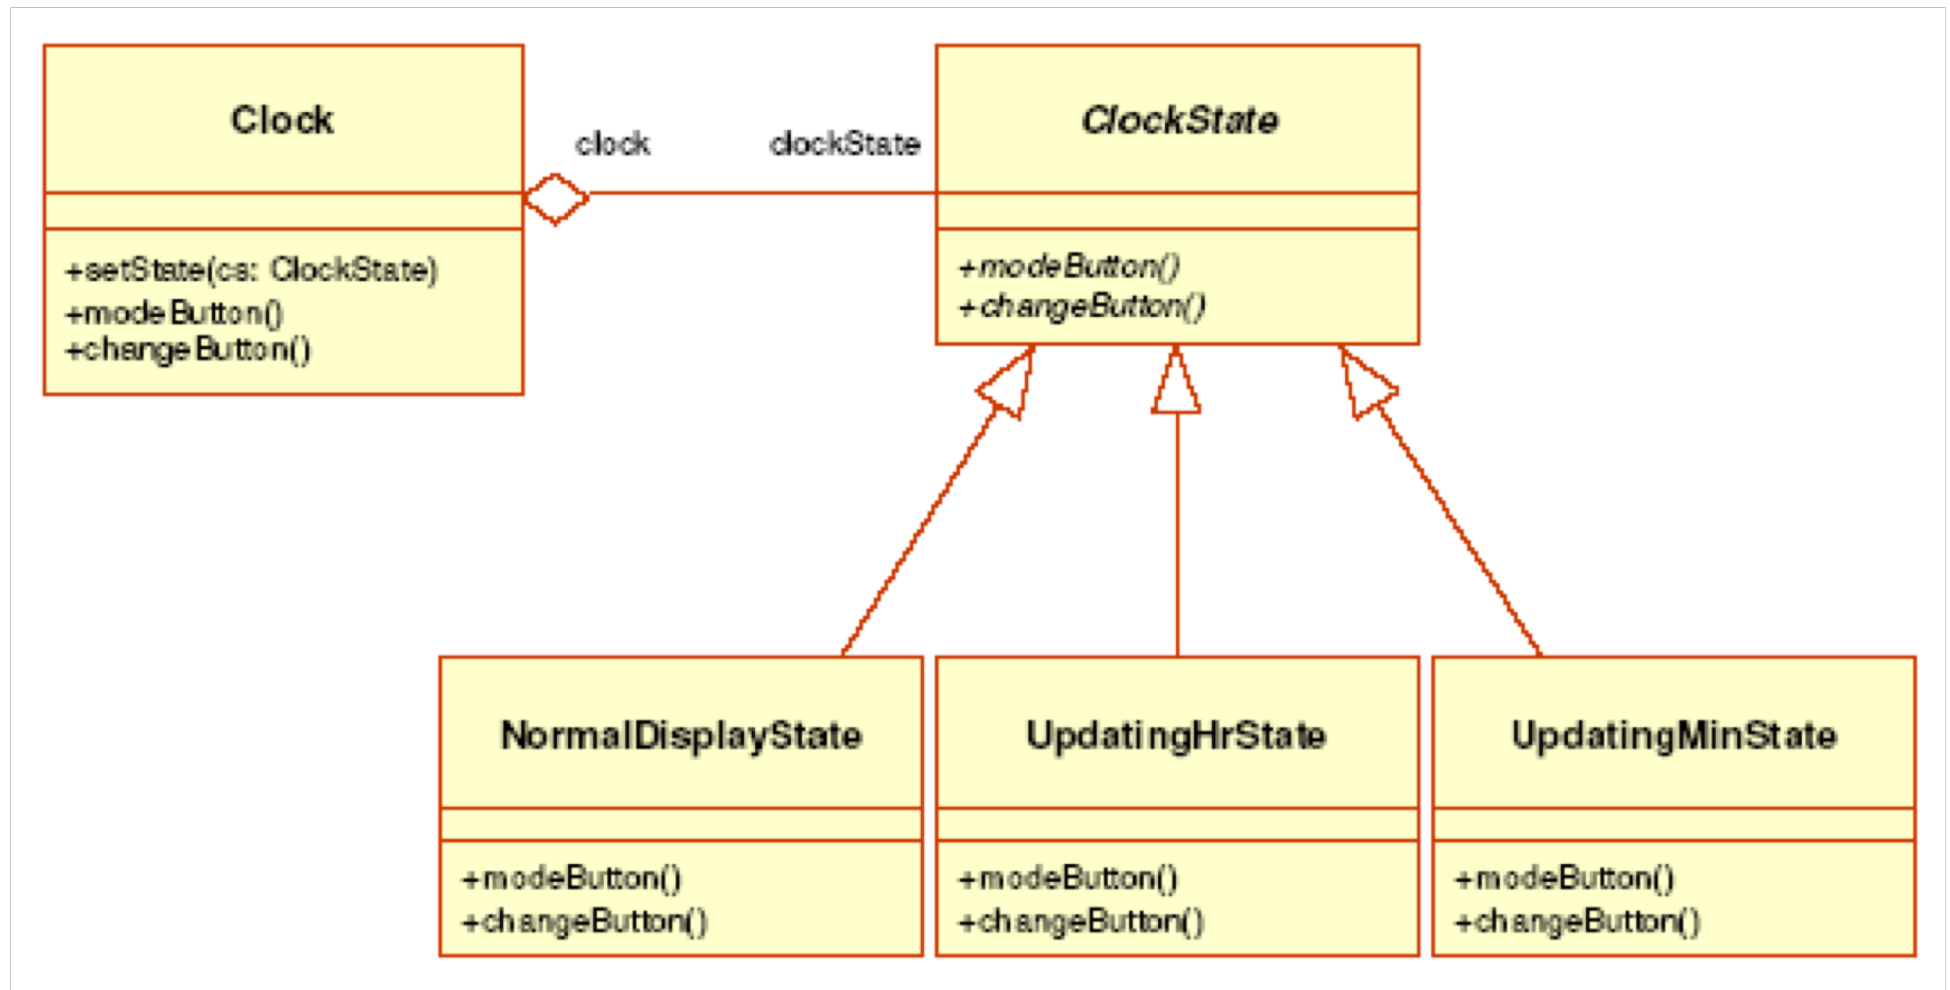 Clock
clock
clockState
ClockState
+setState(cs: ClockState)
+modeButton()
+changeButton()
+modeButton()
+changeButton()
NormalDisplayState
UpdatingHrState
UpdatingMinState
+modeButton()
+changeButton()
+modeButton()
+changeButton()
+modeButton()
+changeButton()